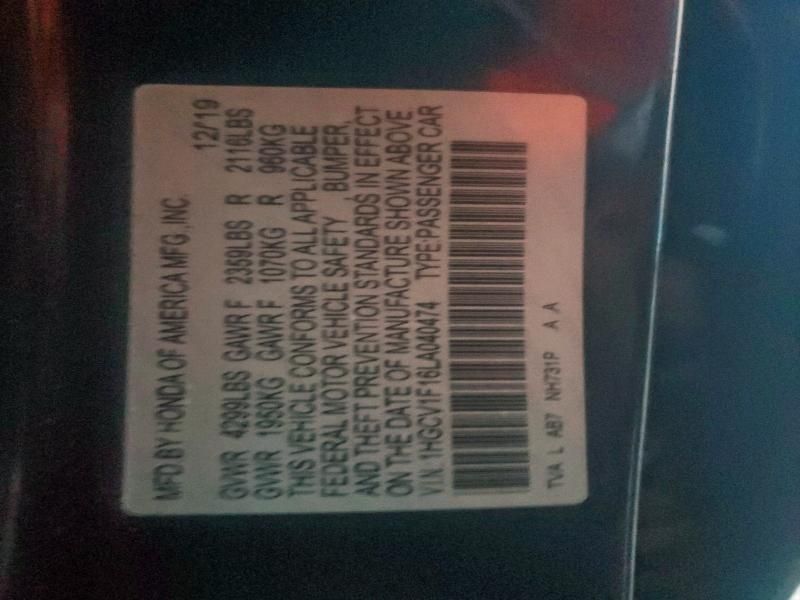 MFD BY HONDA OF AMERICA MFG.,INC. 12/19
GVWR 4299LBS GAWR F 2369LBS R 2116LBS
GVWR 1950KG GAWR F 1070KG R 960KG
THIS VEHICLE CONFORMS TO ALL APPLICABLE
FEDERAL MOTOR VEHICLE SAFETY, BUMPER,
AND THEFT PREVENTION STANDARDS, IN EFFECT
ON THE DATE OF MANUFACTURE SHOWN ABOVE
V.I.N. 1HGCV1F16LA040474 TYPE:PASSENGER CAR
TVA L AB7 NH731P A A